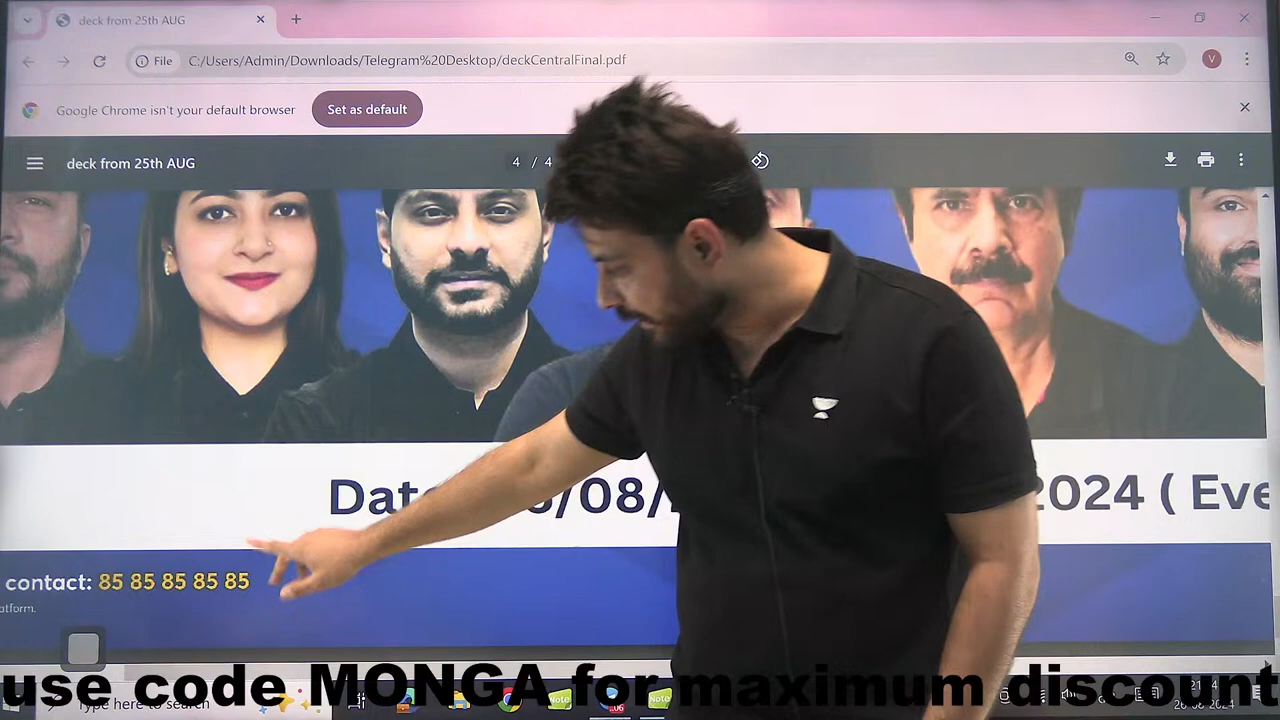 deck from 25th AUG
File C:/Users/Admin/Downloads/Telegram%20Desktop/deckCentralFinal.pdf V
Google Chrome isn't your default browser Set as default
deck from 25th AUG 4 / 4
/08/ 2024 ( Eve
contact: 85 85 85 85 85
atform.
Type here to search
use code MONGA for maximum discount